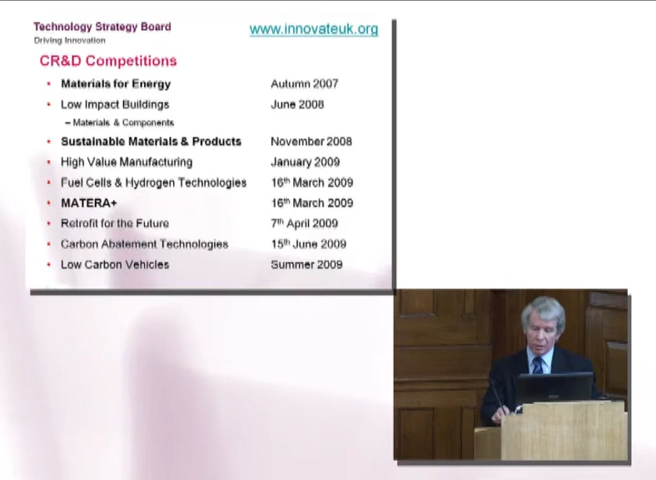 Technology Strategy Board
Driving Innovation
www.innovateuk.org
CR&D Competitions
• Materials for Energy Autumn 2007
• Low Impact Buildings June 2008
– Materials & Components
• Sustainable Materials & Products November 2008
• High Value Manufacturing January 2009
• Fuel Cells & Hydrogen Technologies 16th March 2009
• MATERA+ 16th March 2009
• Retrofit for the Future 7th April 2009
• Carbon Abatement Technologies 15th June 2009
• Low Carbon Vehicles Summer 2009